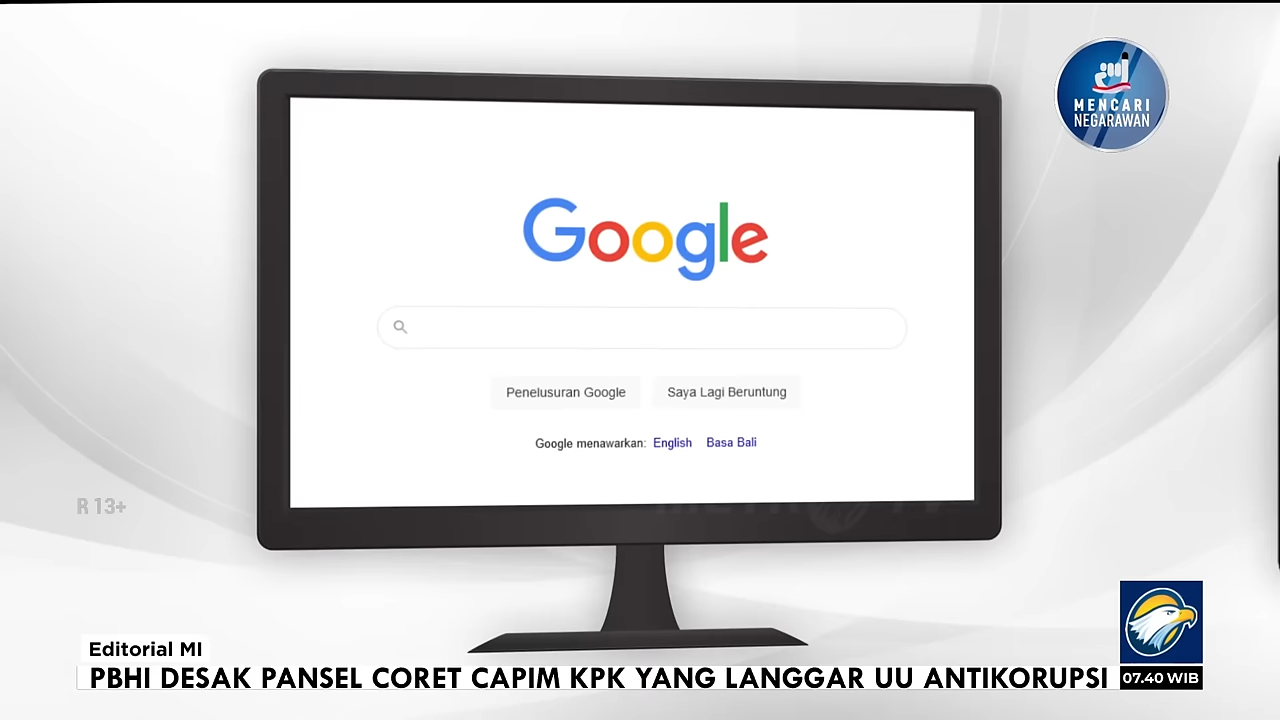 MENCARI
NEGARAWAN
Google
Penelusuran Google
Saya Lagi Beruntung
Google menawarkan: English Basa Bali
R 13+
Editorial MI
PBHI DESAK PANSEL CORET CAPIM KPK YANG LANGGAR UU ANTIKORUPSI
07.40 WIB